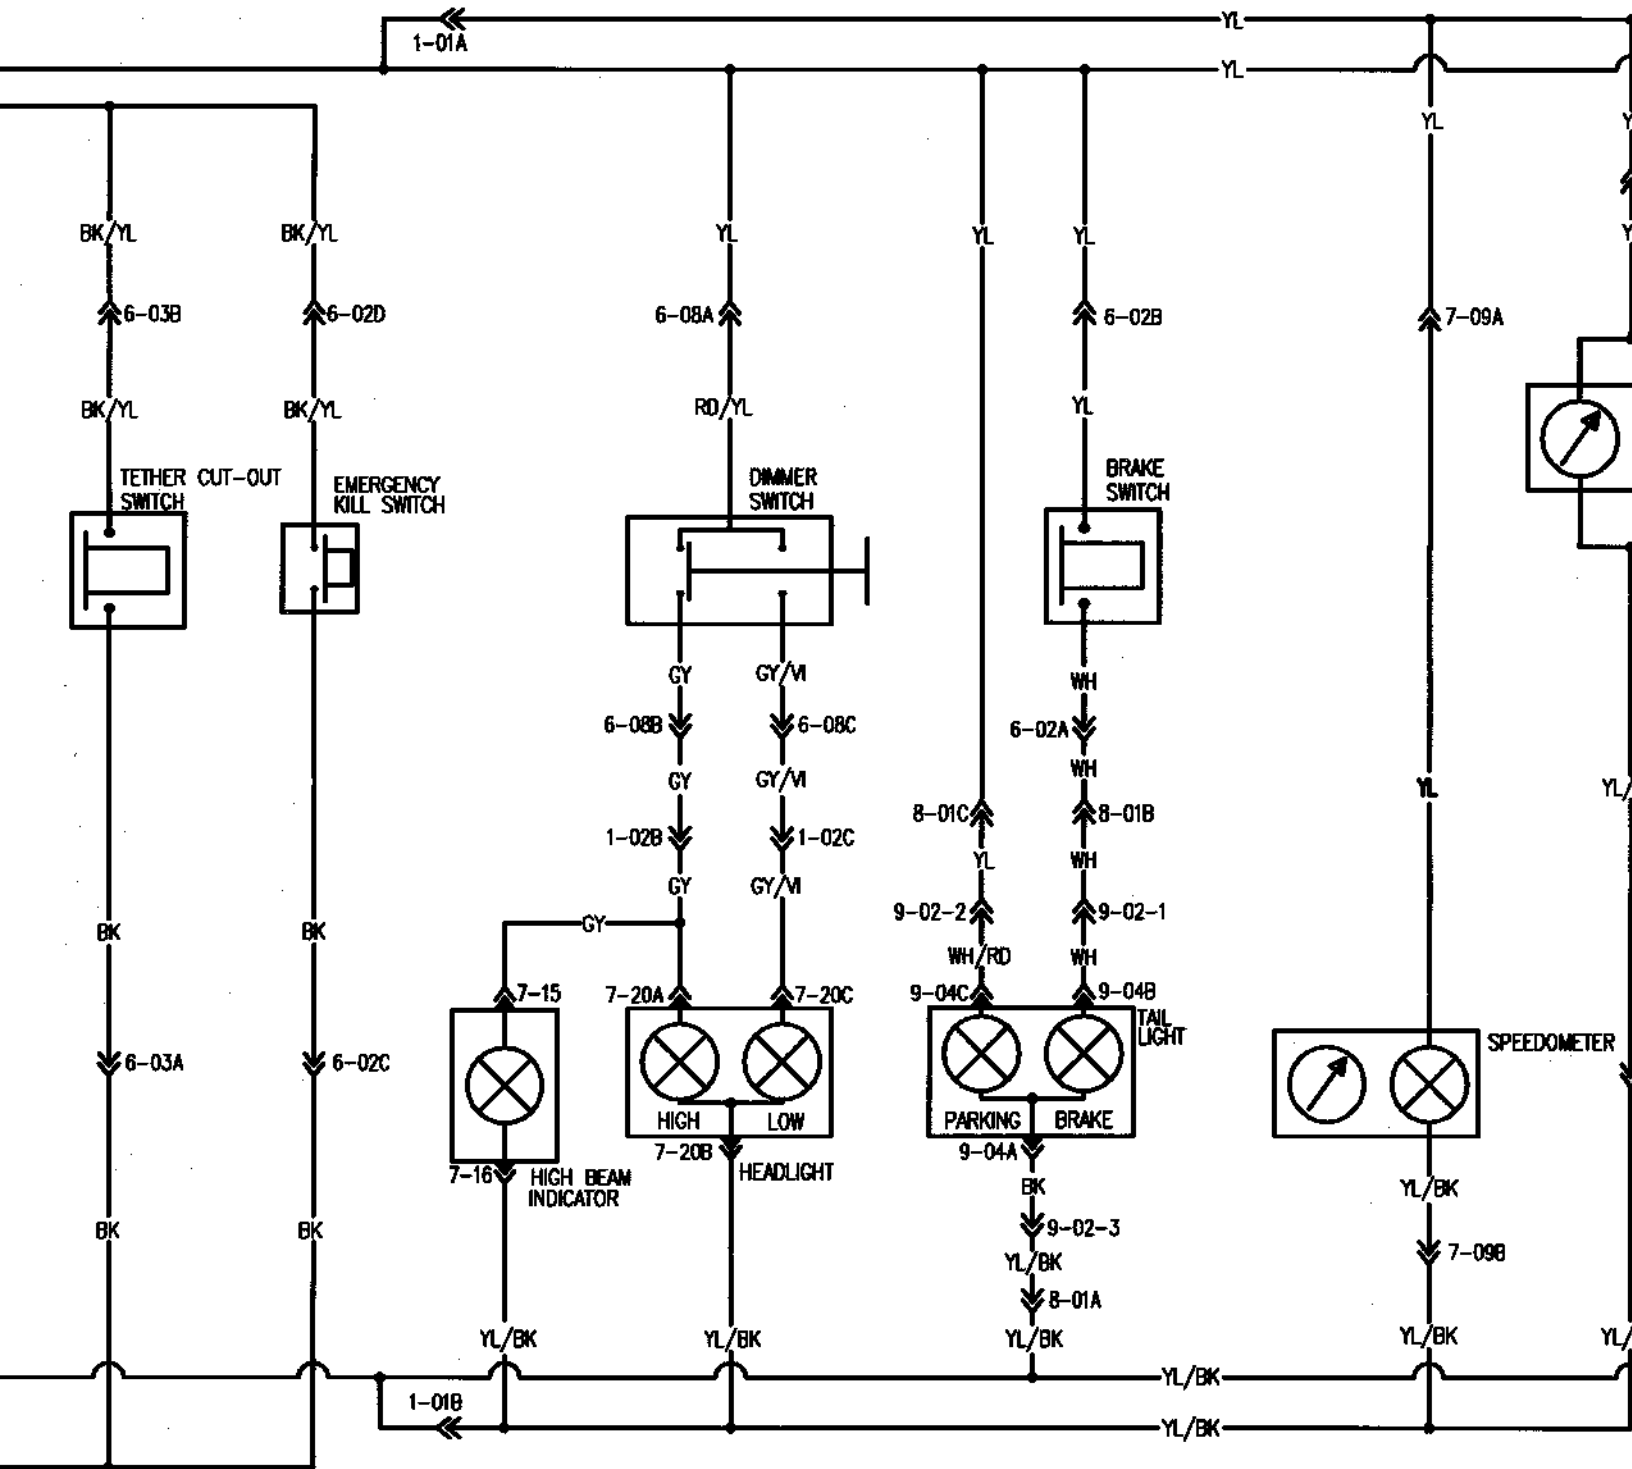 YL
1-01A
YL
YL
Y
BK/YL
BK/YL
YL
YL
YL
Y
6-03B
6-02D
6-08A
6-02B
7-09A
BK/YL
BK/YL
RD/YL
YL
TETHER CUT-OUT
SWITCH
EMERGENCY
KILL SWITCH
DIMMER
SWITCH
BRAKE
SWITCH
GY
GY/VI
WH
6-08B
6-08C
6-02A
WH
GY
GY/VI
YL
YL/
8-01C
8-01B
1-02B
1-02C
YL
WH
GY
GY/VI
9-02-2
9-02-1
GY
BK
BK
WH/RD
WH
7-15
7-20A
7-20C
9-04C
9-04B
TAIL
LIGHT
SPEEDOMETER
6-03A
6-02C
HIGH
LOW
PARKING
BRAKE
7-20B
9-04A
7-16
HIGH BEAM
INDICATOR
HEADLIGHT
BK
YL/BK
BK
BK
9-02-3
7-09B
YL/BK
8-01A
YL/BK
YL/BK
YL/BK
YL/BK
YL/
YL/BK
1-01B
YL/BK